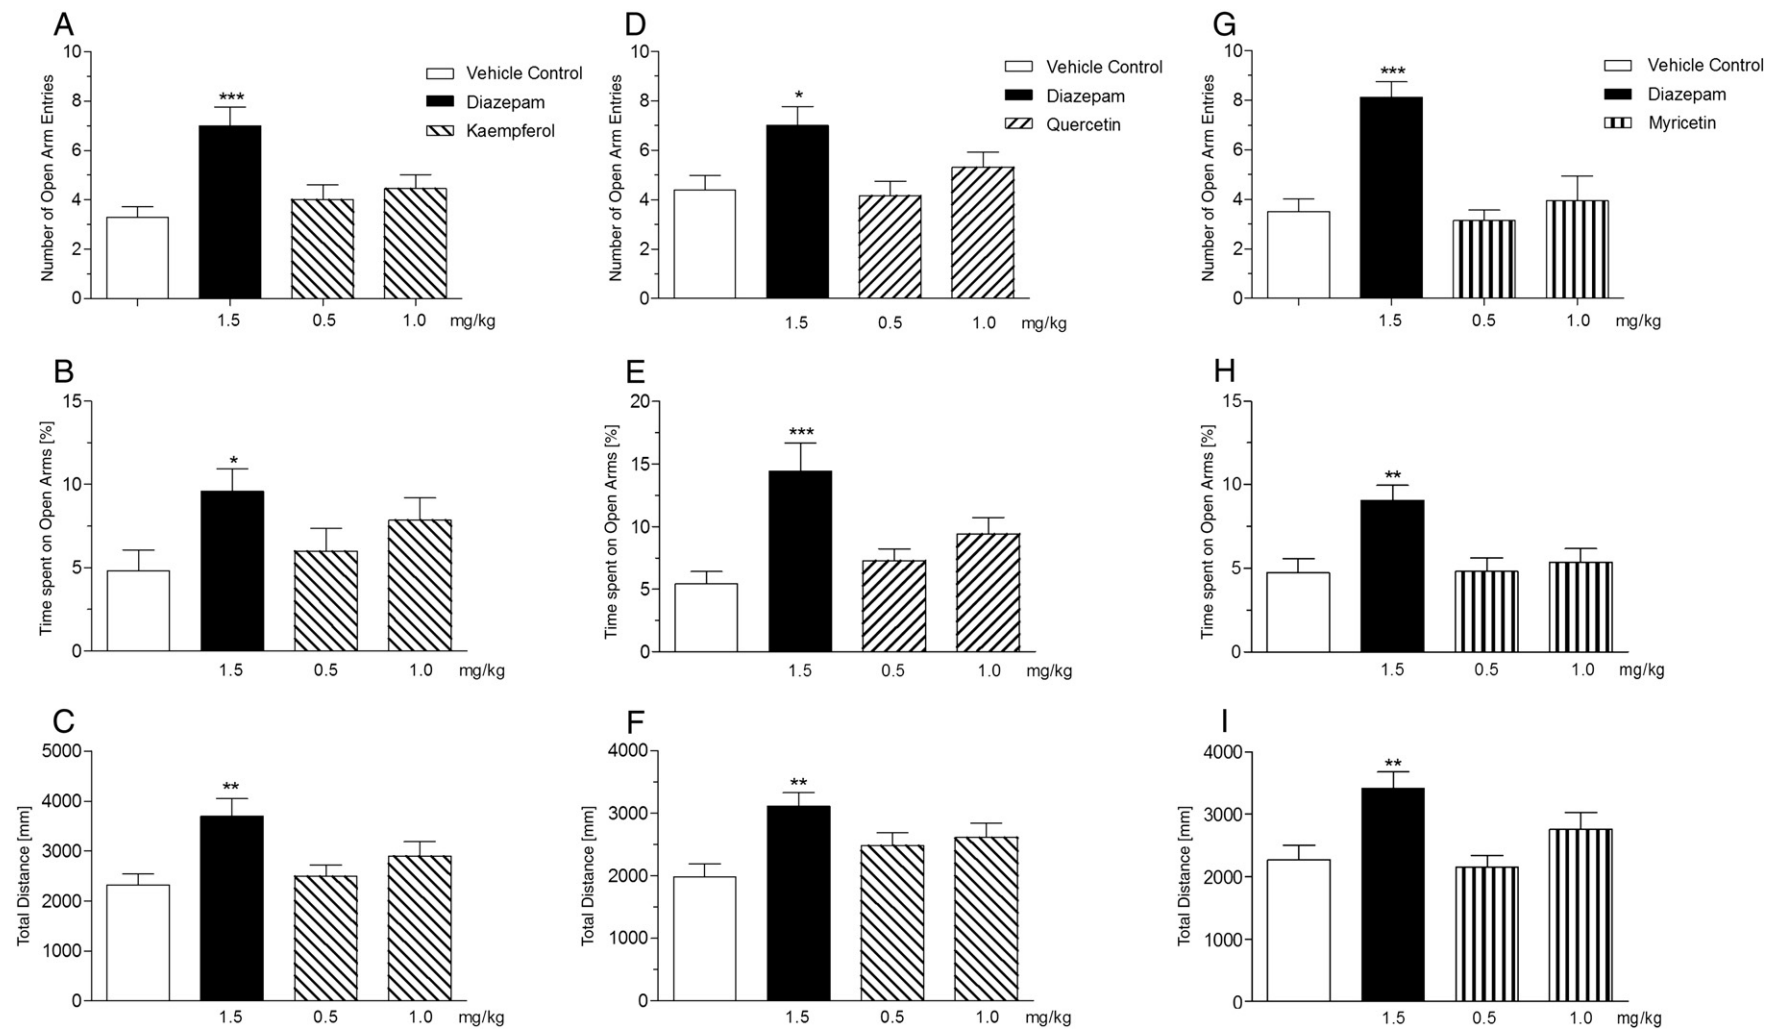 A
Number of Open Arm Entries
10
8
6
4
2
0
***
Vehicle Control
Diazepam
Kaempferol
1.5 0.5 1.0 mg/kg
D
Number of Open Arm Entries
10
8
6
4
2
0
*
Vehicle Control
Diazepam
Quercetin
1.5 0.5 1.0 mg/kg
G
Number of Open Arm Entries
10
8
6
4
2
0
***
Vehicle Control
Diazepam
Myricetin
1.5 0.5 1.0 mg/kg
B
Time spent on Open Arms [%]
15
10
5
0
*
1.5 0.5 1.0 mg/kg
E
Time spent on Open Arms [%]
20
15
10
5
0
***
1.5 0.5 1.0 mg/kg
H
Time spent on Open Arms [%]
15
10
5
0
**
1.5 0.5 1.0 mg/kg
C
Total Distance [mm]
5000
4000
3000
2000
1000
0
**
1.5 0.5 1.0 mg/kg
F
Total Distance [mm]
4000
3000
2000
1000
0
**
1.5 0.5 1.0 mg/kg
I
Total Distance [mm]
4000
3000
2000
1000
0
**
1.5 0.5 1.0 mg/kg